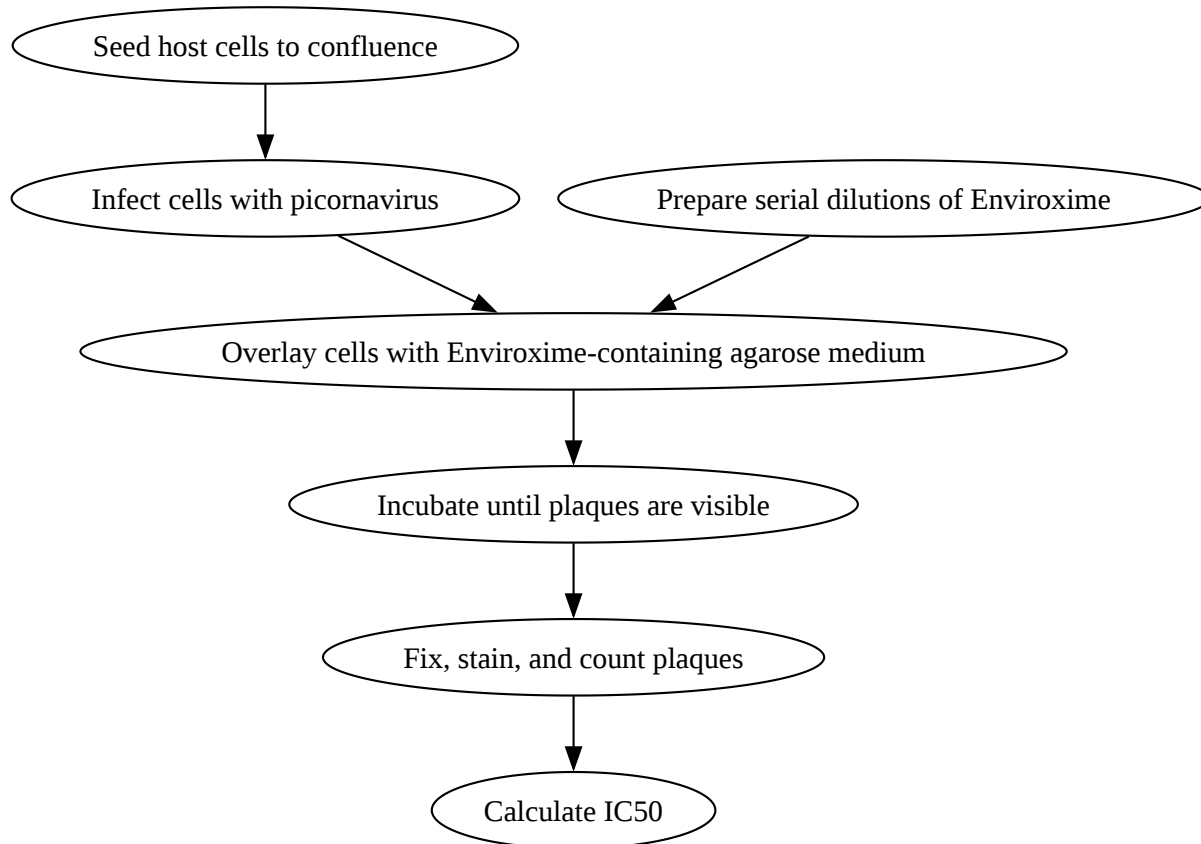 Seed host cells to confluence
Infect cells with picornavirus
Prepare serial dilutions of Enviroxime
Overlay cells with Enviroxime-containing agarose medium
Incubate until plaques are visible
Fix, stain, and count plaques
Calculate IC50